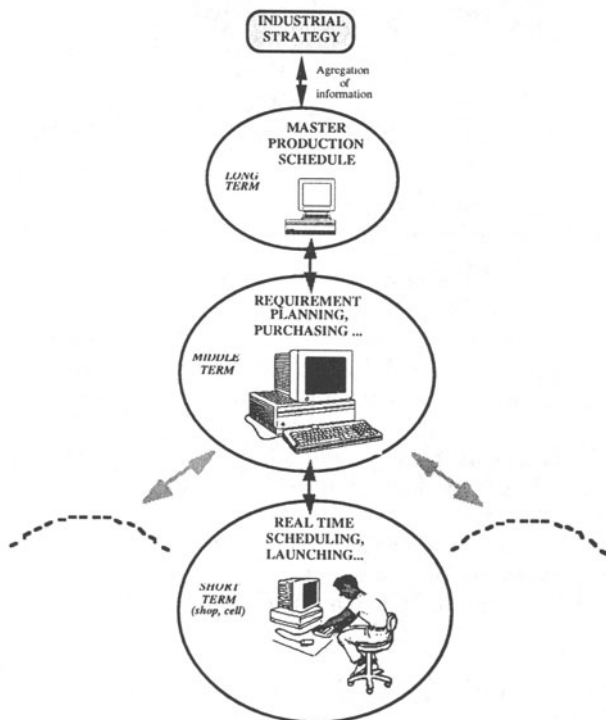 INDUSTRIAL
STRATEGY
Agregation
of
information
MASTER
PRODUCTION
SCHEDULE
LONG
TERM
REQUIREMENT
PLANNING,
PURCHASING ...
MIDDLE
TERM
REAL TIME
SCHEDULING,
LAUNCHING...
SHORT
TERM
(shop, cell)